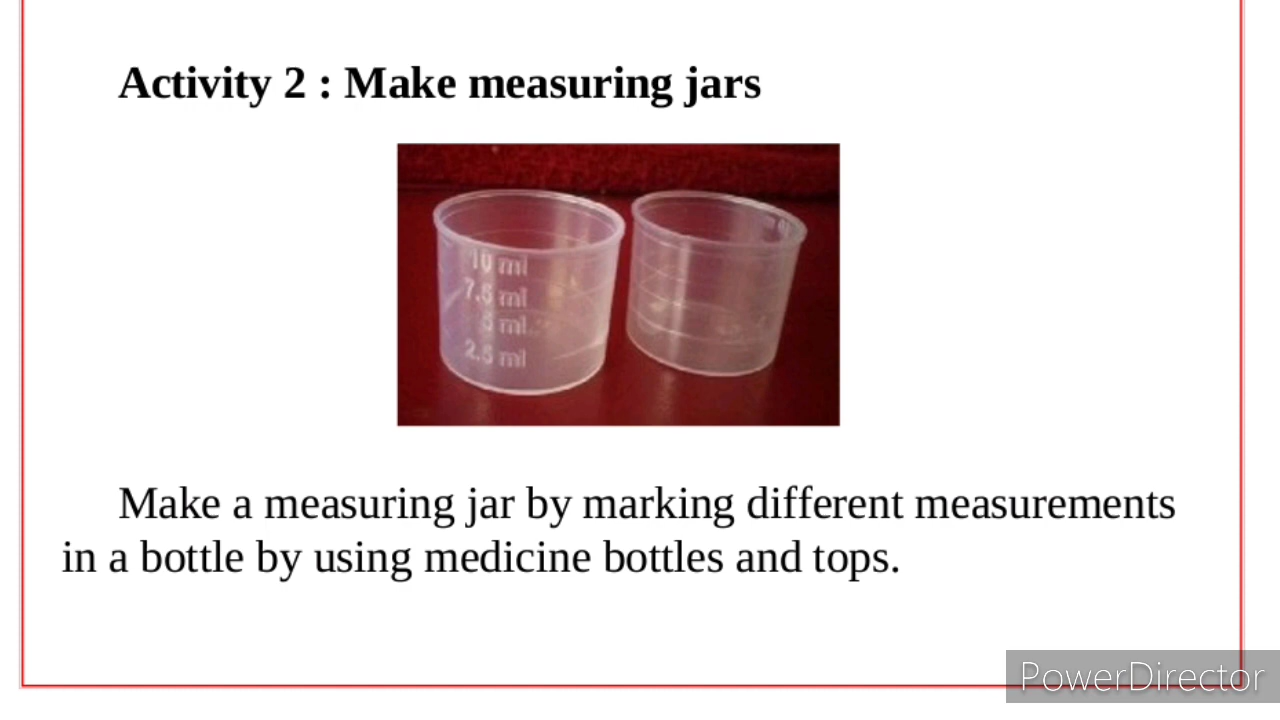 Activity 2 : Make measuring jars
10 ml
7.5 ml
5 ml
2.5 ml
Make a measuring jar by marking different measurements
in a bottle by using medicine bottles and tops.
PowerDirector